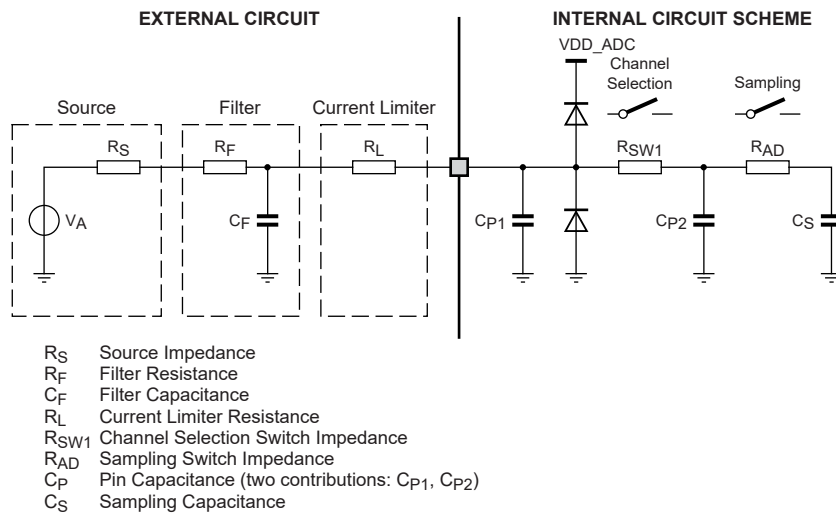 EXTERNAL CIRCUIT
INTERNAL CIRCUIT SCHEME
VDD_ADC
Channel
Selection
Sampling
Source
Filter
Current Limiter
RS
RF
RL
RSW1
RAD
VA
CF
CP1
CP2
CS
RS Source Impedance
RF Filter Resistance
CF Filter Capacitance
RL Current Limiter Resistance
RSW1 Channel Selection Switch Impedance
RAD Sampling Switch Impedance
CP Pin Capacitance (two contributions: CP1, CP2)
CS Sampling Capacitance